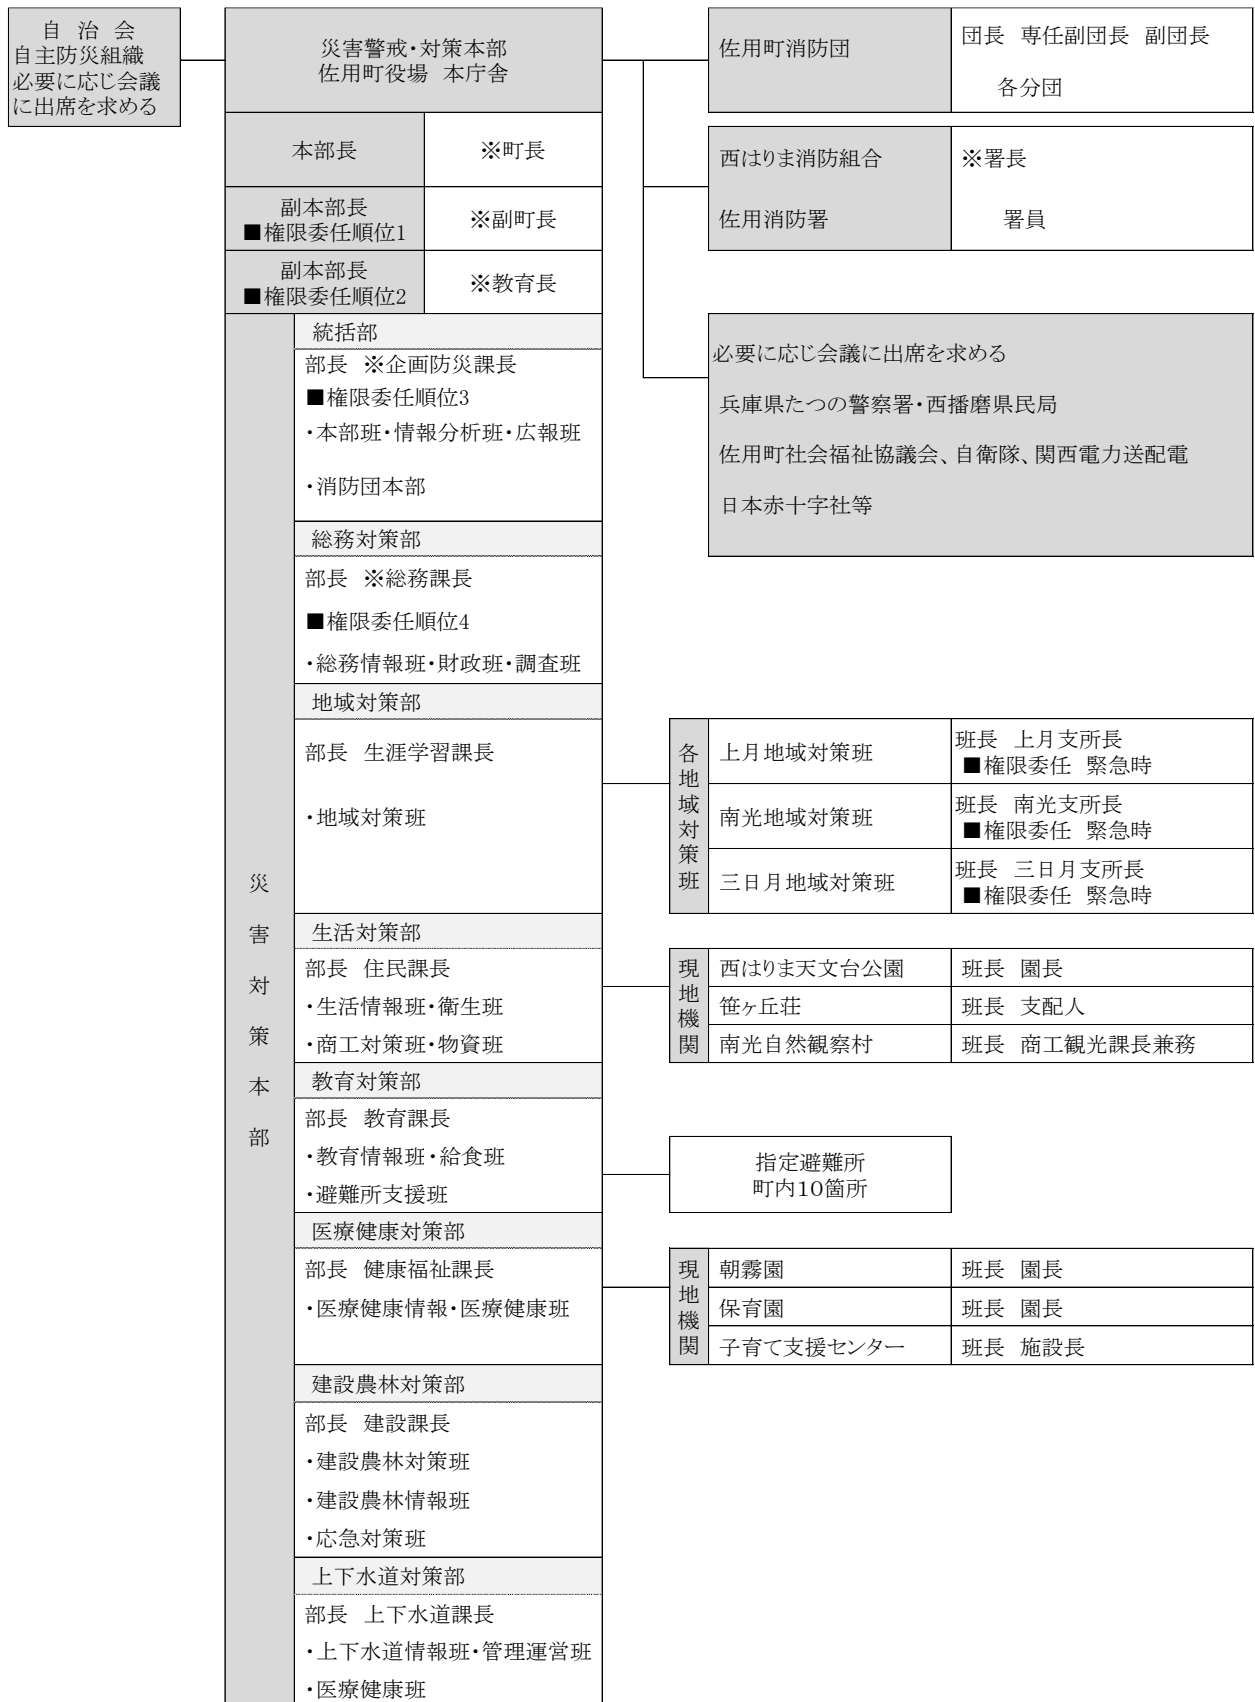 自 治 会
自主防災組織
必要に応じ会議
に出席を求める
災害警戒・対策本部
佐用町役場 本庁舎
佐用町消防団
団長 専任副団長 副団長
各分団
本部長
※町長
西はりま消防組合
※署長
佐用消防署
署員
副本部長
■権限委任順位1
※副町長
副本部長
■権限委任順位2
※教育長
必要に応じ会議に出席を求める
兵庫県たつの警察署・西播磨県民局
佐用町社会福祉協議会、自衛隊、関西電力送配電
日本赤十字社等
災害対策本部
統括部
部長 ※企画防災課長
■権限委任順位3
・本部班・情報分析班・広報班
・消防団本部
総務対策部
部長 ※総務課長
■権限委任順位4
・総務情報班・財政班・調査班
地域対策部
部長 生涯学習課長
・地域対策班
各地域対策班
上月地域対策班
班長 上月支所長
■権限委任 緊急時
南光地域対策班
班長 南光支所長
■権限委任 緊急時
三日月地域対策班
班長 三日月支所長
■権限委任 緊急時
生活対策部
部長 住民課長
・生活情報班・衛生班
・商工対策班・物資班
現地機関
西はりま天文台公園
班長 園長
笹ヶ丘荘
班長 支配人
南光自然観察村
班長 商工観光課長兼務
教育対策部
部長 教育課長
・教育情報班・給食班
・避難所支援班
指定避難所
町内10箇所
医療健康対策部
部長 健康福祉課長
・医療健康情報・医療健康班
現地機関
朝霧園
班長 園長
保育園
班長 園長
子育て支援センター
班長 施設長
建設農林対策部
部長 建設課長
・建設農林対策班
・建設農林情報班
・応急対策班
上下水道対策部
部長 上下水道課長
・上下水道情報班・管理運営班
・医療健康班